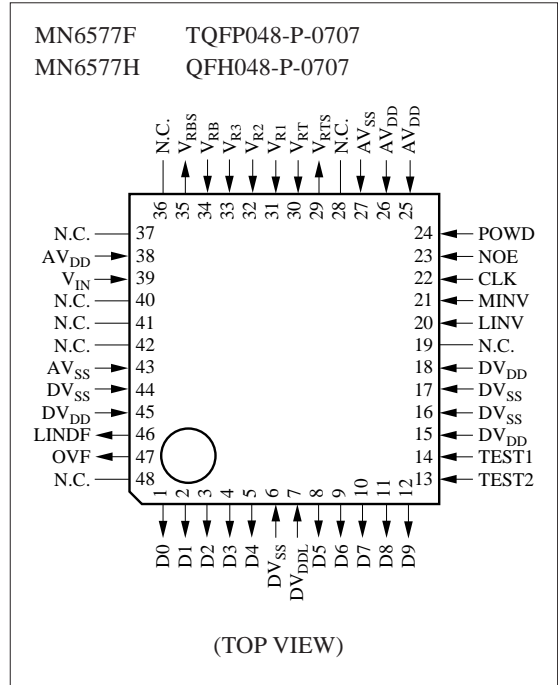 MN6577F TQFP048-P-0707
MN6577H QFH048-P-0707
N.C. VRBS VRB VR3 VR2 VR1 VRT VRTS N.C. AVSS AVDD AVDD
36 35 34 33 32 31 30 29 28 27 26 25
N.C. 37 24 POWD
AVDD 38 23 NOE
VIN 39 22 CLK
N.C. 40 21 MINV
N.C. 41 20 LINV
N.C. 42 19 N.C.
AVSS 43 18 DVDD
DVSS 44 17 DVSS
DVDD 45 16 DVSS
LINDF 46 15 DVDD
OVF 47 14 TEST1
N.C. 48 13 TEST2
1 2 3 4 5 6 7 8 9 10 11 12
D0 D1 D2 D3 D4 DVSS DVDDL D5 D6 D7 D8 D9
(TOP VIEW)